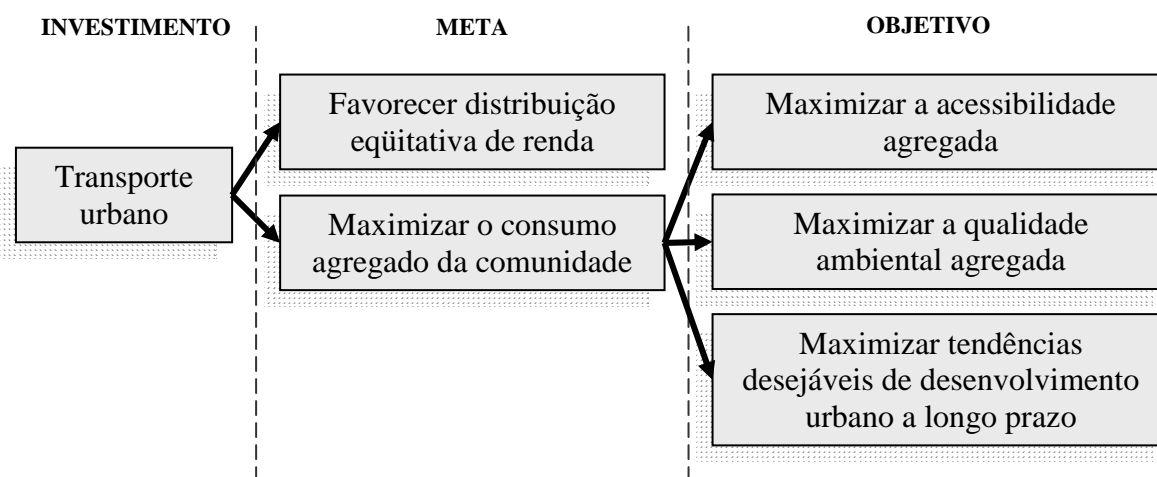 INVESTIMENTO
META
OBJETIVO
Transporte
urbano
Favorecer distribuição
eqüitativa de renda
Maximizar o consumo
agregado da comunidade
Maximizar a acessibilidade
agregada
Maximizar a qualidade
ambiental agregada
Maximizar tendências
desejáveis de desenvolvimento
urbano a longo prazo